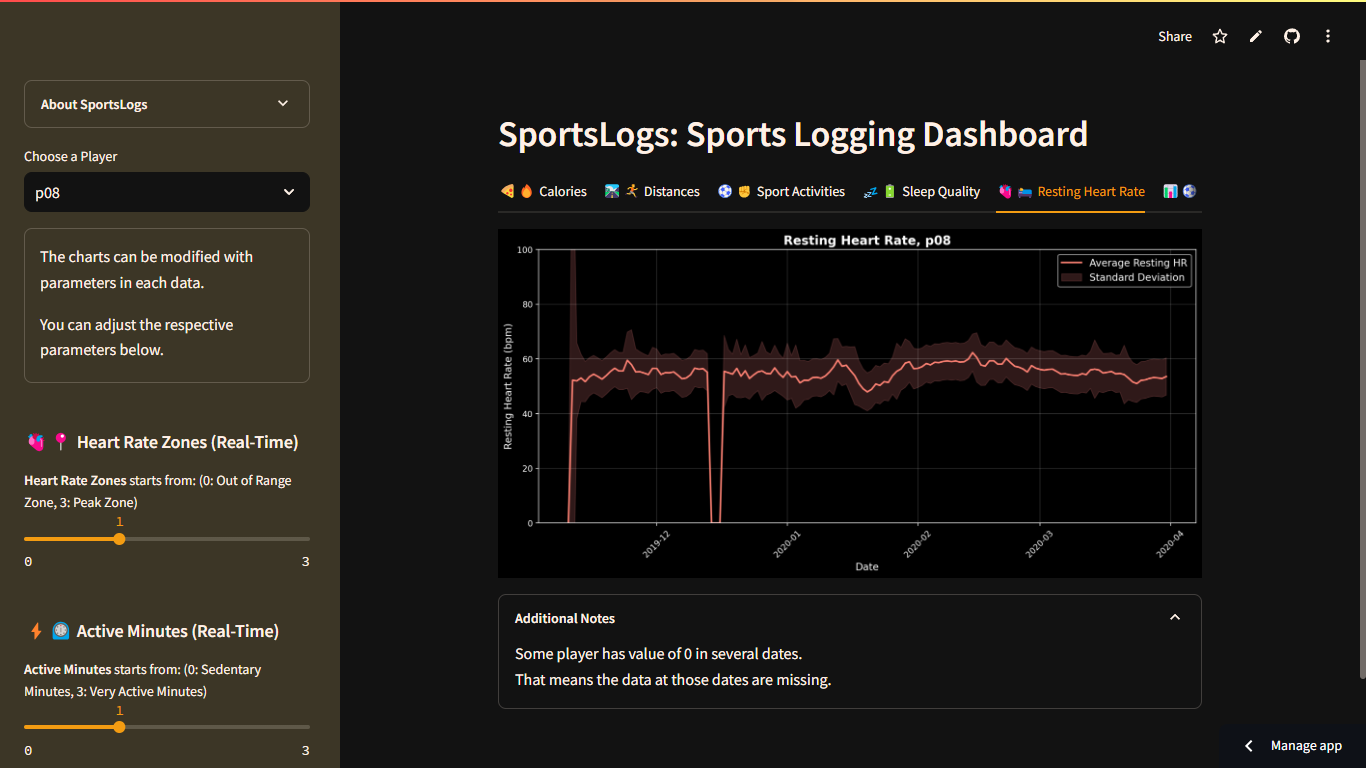 Share
About SportsLogs
Choose a Player
p08
The charts can be modified with
parameters in each data.
You can adjust the respective
parameters below.
Heart Rate Zones (Real-Time)
Heart Rate Zones starts from: (0: Out of Range
Zone, 3: Peak Zone)
1
0 3
Active Minutes (Real-Time)
Active Minutes starts from: (0: Sedentary
Minutes, 3: Very Active Minutes)
1
0 3
SportsLogs: Sports Logging Dashboard
Calories Distances Sport Activities Sleep Quality Resting Heart Rate
Resting Heart Rate, p08
Average Resting HR
Standard Deviation
Resting Heart Rate (bpm)
100
80
60
40
20
0
2019-12 2020-01 2020-02 2020-03 2020-04
Date
Additional Notes
Some player has value of 0 in several dates.
That means the data at those dates are missing.
Manage app